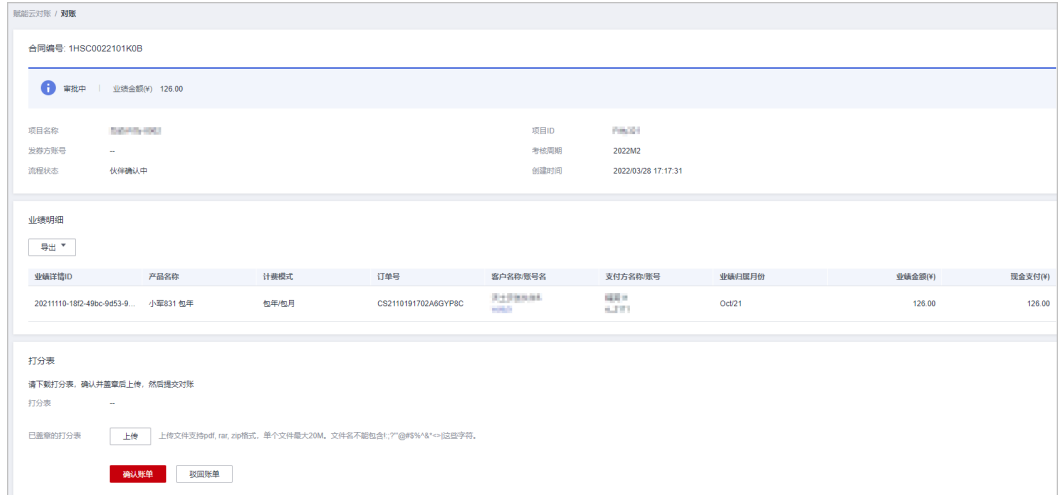 赋能云对账 / 对账
合同编号: 1HSC0022101K0B
审批中 业绩金额(¥) 126.00
项目名称 项目ID
发券方账号 -- 考核周期 2022M2
流程状态 伙伴确认中 创建时间 2022/03/28 17:17:31
业绩明细
导出
业绩详情ID 产品名称 计费模式 订单号 客户名称/账号名 支付方名称/账号 业绩归属月份 业绩金额(¥) 现金支付(¥)
20211110-18f2-49bc-9d53-9... 小军831 包年 包年/包月 CS2110191702A6GYP8C Oct/21 126.00 126.00
打分表
请下载打分表，确认并盖章后上传，然后提交对账
打分表 --
已盖章的打分表 上传 上传文件支持pdf, rar, zip格式，单个文件最大20M。文件名不能包含!:;?'"@#$%^&*<>|这些字符。
确认账单 驳回账单